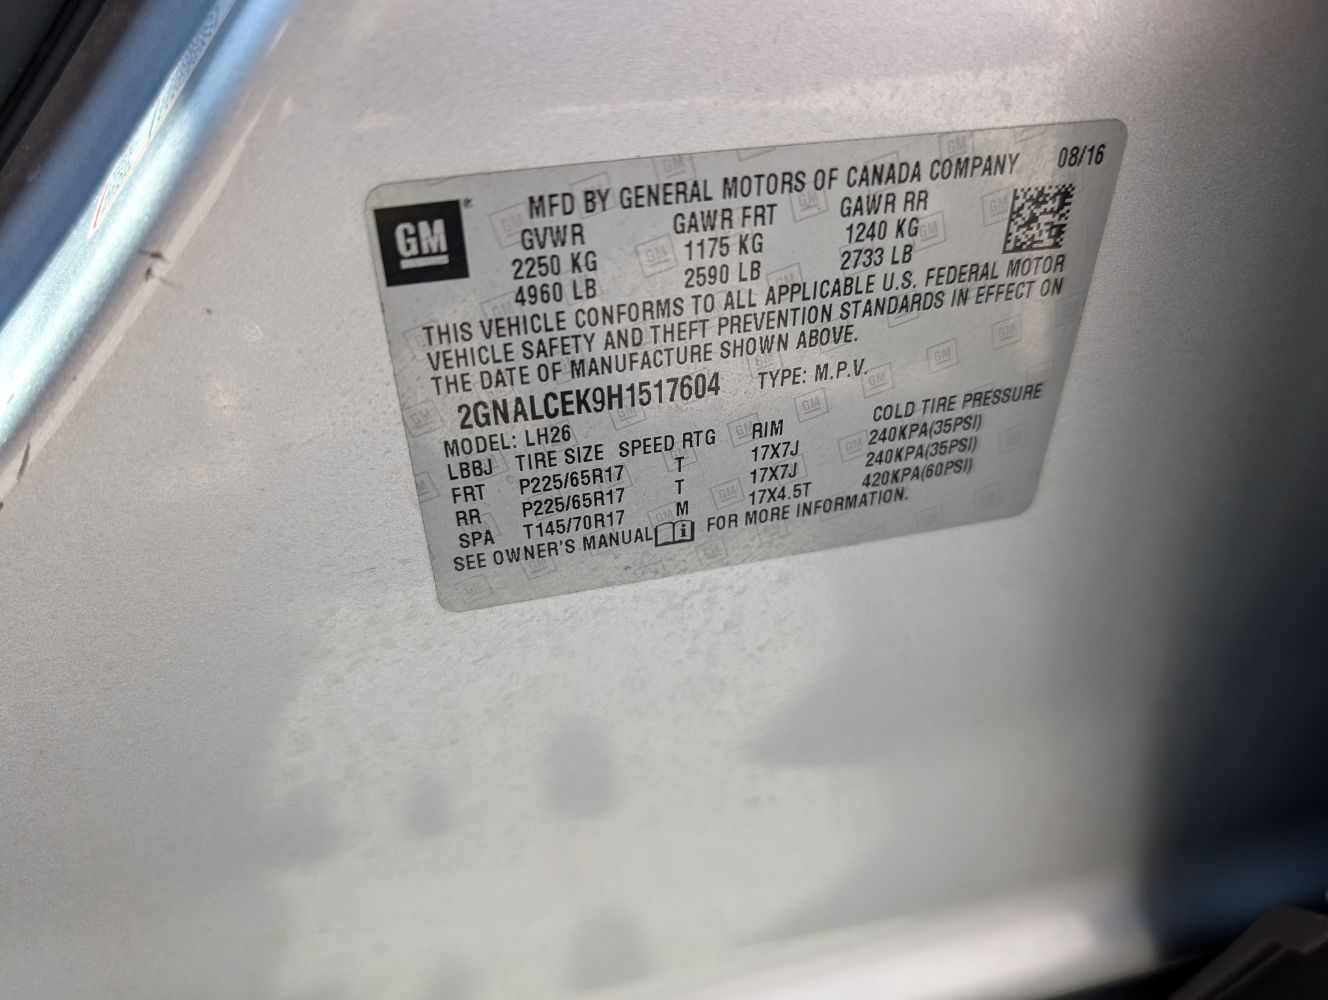 GM
MFD BY GENERAL MOTORS OF CANADA COMPANY 08/16
GVWR GAWR FRT GAWR RR
2250 KG 1175 KG 1240 KG
4960 LB 2590 LB 2733 LB
THIS VEHICLE CONFORMS TO ALL APPLICABLE U.S. FEDERAL MOTOR
VEHICLE SAFETY AND THEFT PREVENTION STANDARDS IN EFFECT ON
THE DATE OF MANUFACTURE SHOWN ABOVE.
2GNALCEK9H1517604 TYPE: M.P.V.
MODEL: LH26
LBBJ TIRE SIZE SPEED RTG RIM COLD TIRE PRESSURE
FRT P225/65R17 T 17X7J 240KPA(35PSI)
RR P225/65R17 T 17X7J 240KPA(35PSI)
SPA T145/70R17 M 17X4.5T 420KPA(60PSI)
SEE OWNER'S MANUAL FOR MORE INFORMATION.